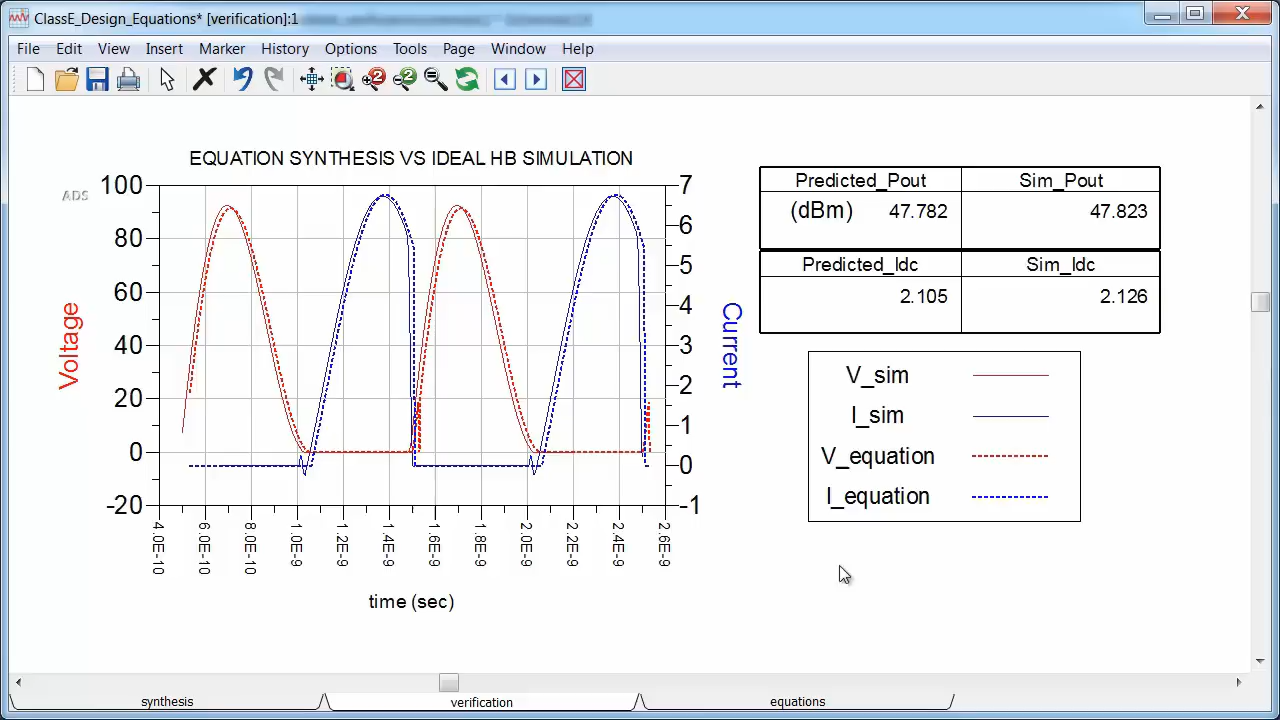 ClassE_Design_Equations* [verification]:1
File Edit View Insert Marker History Options Tools Page Window Help
EQUATION SYNTHESIS VS IDEAL HB SIMULATION
ADS
100 7
80 6
60 5
40 4
20 3
0 2
-20 1
0
-1
Voltage
Current
4.0E-10 6.0E-10 8.0E-10 1.0E-9 1.2E-9 1.4E-9 1.6E-9 1.8E-9 2.0E-9 2.2E-9 2.4E-9 2.6E-9
time (sec)
Predicted_Pout Sim_Pout
(dBm) 47.782 47.823
Predicted_Idc Sim_Idc
2.105 2.126
V_sim
I_sim
V_equation
I_equation
synthesis verification equations